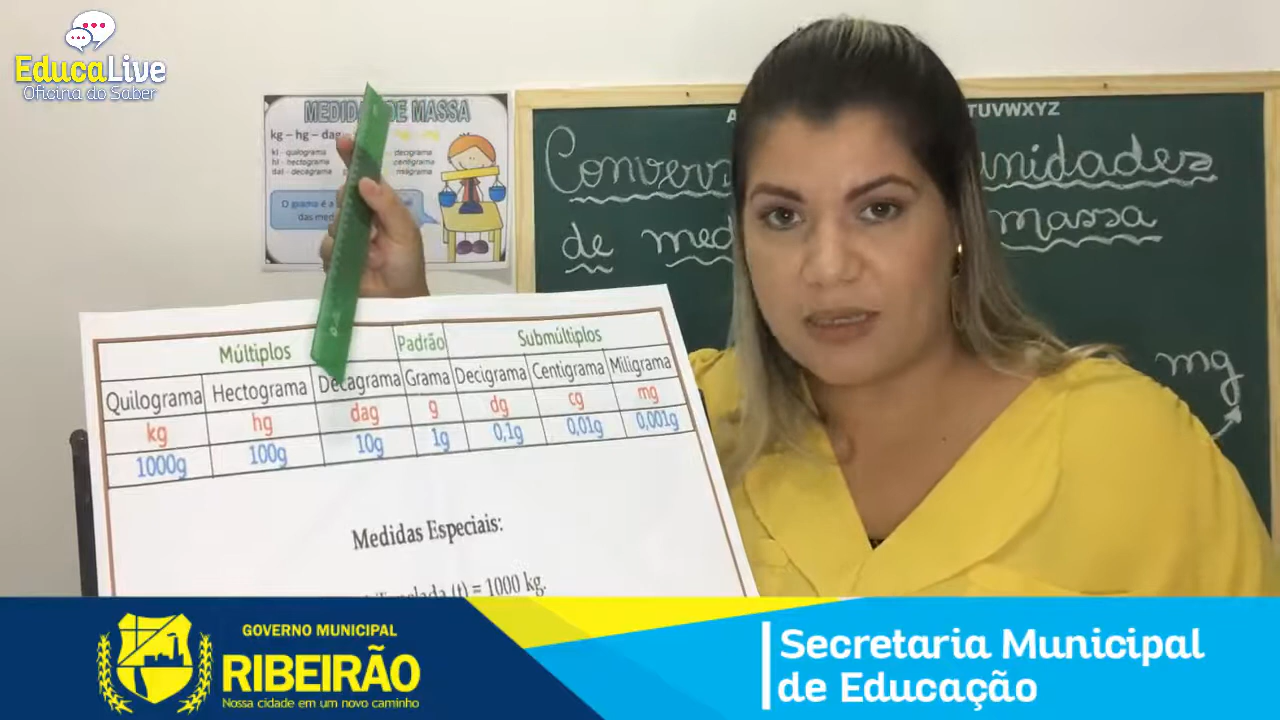 EducaLive
Oficina do Saber
MEDIDAS DE MASSA
kg – hg – dag
kl - quilograma
hl - hectograma
dal - decagrama
decigrama
centigrama
miligrama
O grama é a
das med
TUVWXYZ
Convers unidades
de med massa
mg
Múltiplos Padrão Submúltiplos
Quilograma Hectograma Decagrama Grama Decigrama Centigrama Miligrama
kg hg dag g dg cg mg
1000g 100g 10g 1g 0,1g 0,01g 0,001g
Medidas Especiais:
(t) = 1000 kg.
GOVERNO MUNICIPAL
RIBEIRÃO
Nossa cidade em um novo caminho
Secretaria Municipal
de Educação